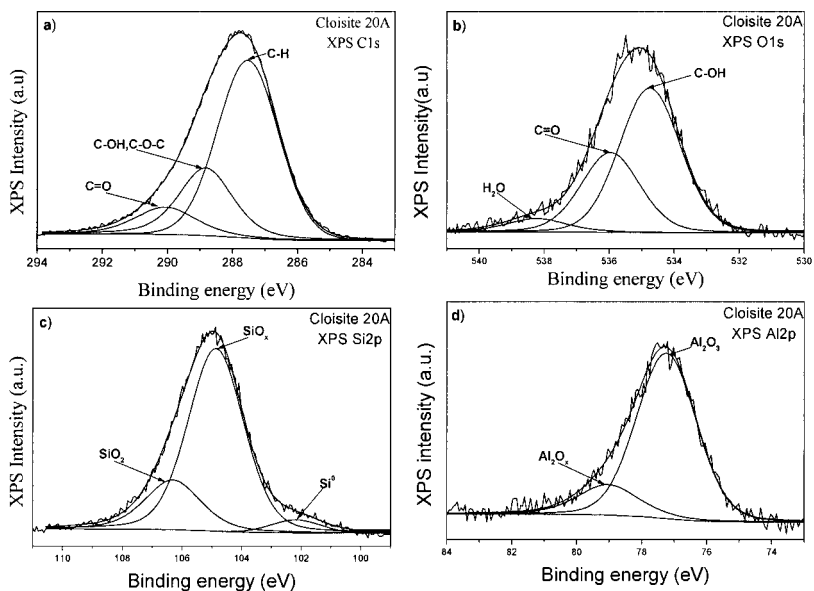 a)
Cloisite 20A
XPS C1s
C-H
C-OH,C-O-C
C=O
XPS Intensity (a.u)
294 292 290 288 286 284
Binding energy (eV)
b)
Cloisite 20A
XPS O1s
C-OH
C=O
H₂O
XPS Intensity(a.u)
540 538 536 534 532 530
Binding energy (eV)
c)
Cloisite 20A
XPS Si2p
SiOₓ
SiO₂
Si⁰
XPS Intensity (a.u.)
110 108 106 104 102 100
Binding energy (eV)
d)
Cloisite 20A
XPS Al2p
Al₂O₃
Al₂Oₓ
XPS intensity (a.u.)
84 82 80 78 76 74
Binding energy (eV)